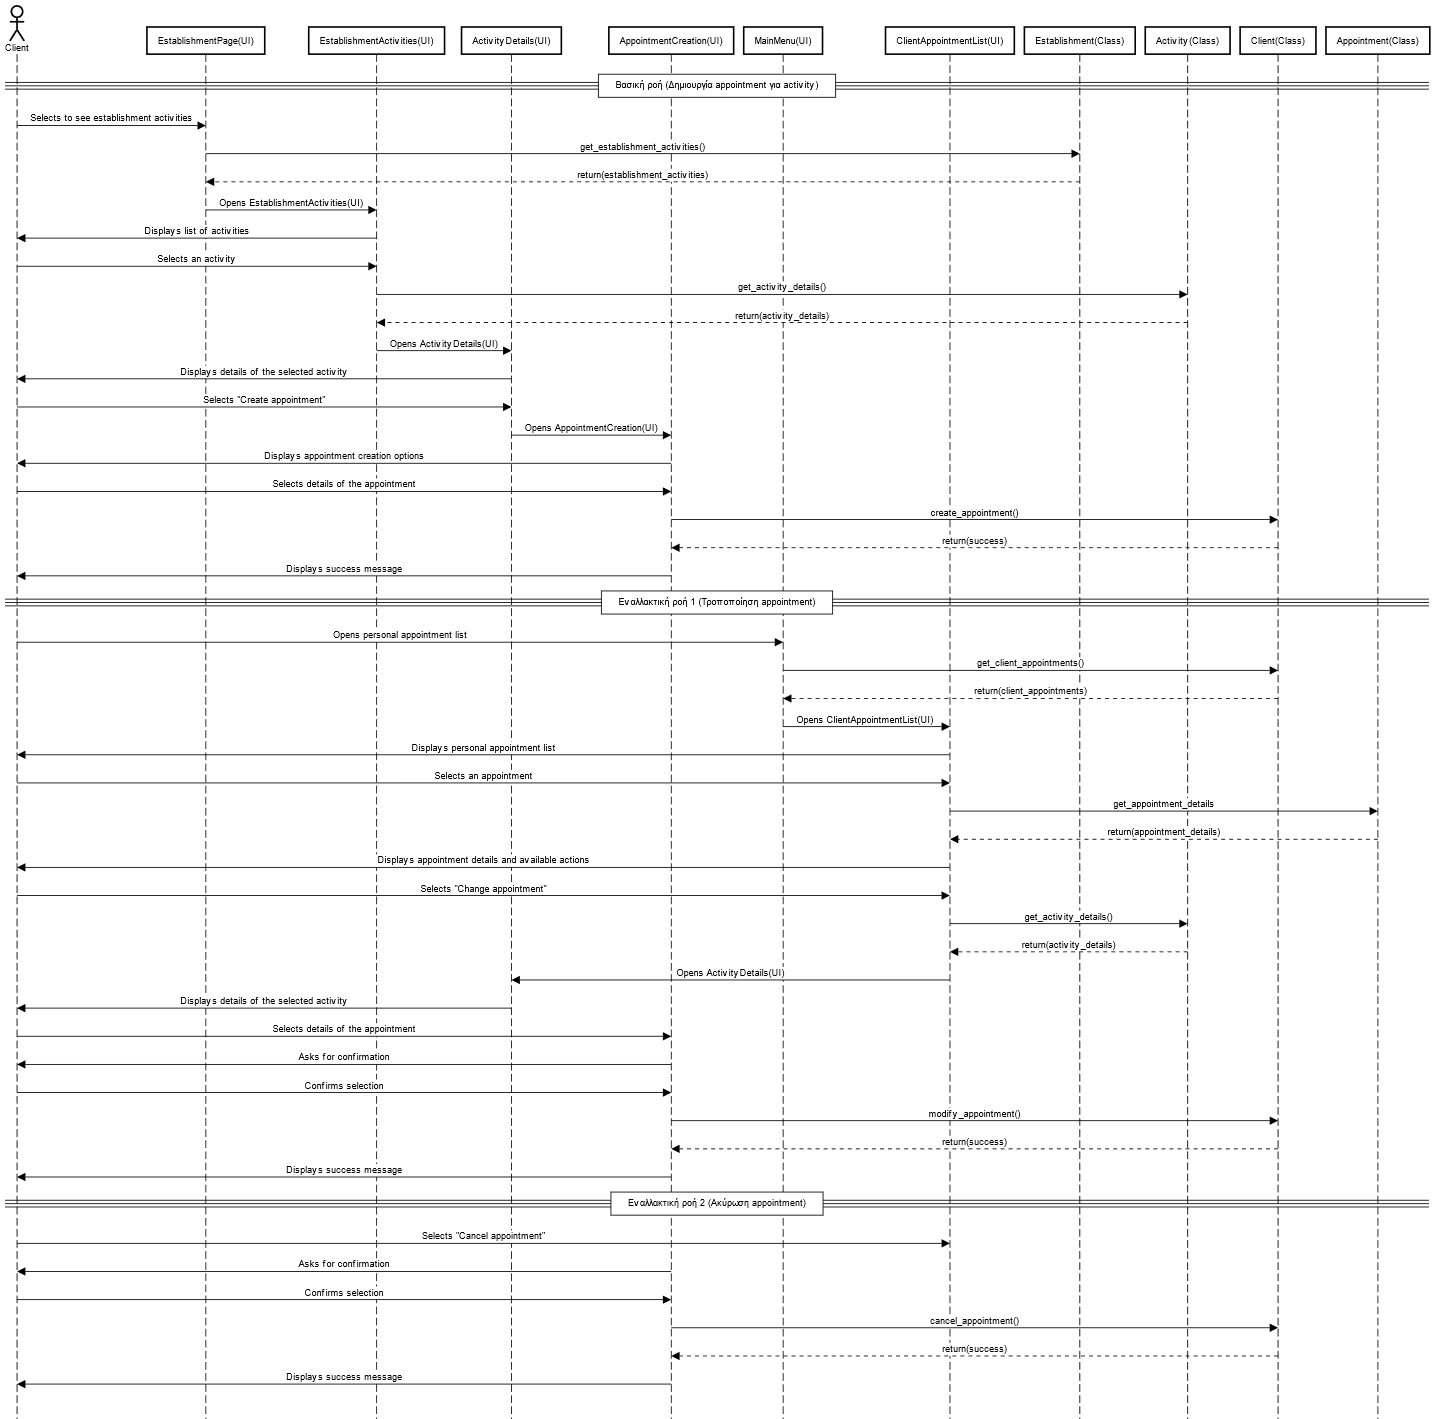 Client
EstablishmentPage(UI)
EstablishmentActivities(UI)
ActivityDetails(UI)
AppointmentCreation(UI)
MainMenu(UI)
ClientAppointmentList(UI)
Establishment(Class)
Activity(Class)
Client(Class)
Appointment(Class)
Βασική ροή (Δημιουργία appointment για activity)
Selects to see establishment activities
get_establishment_activities()
return(establishment_activities)
Opens EstablishmentActivities(UI)
Displays list of activities
Selects an activity
get_activity_details()
return(activity_details)
Opens ActivityDetails(UI)
Displays details of the selected activity
Selects "Create appointment"
Opens AppointmentCreation(UI)
Displays appointment creation options
Selects details of the appointment
create_appointment()
return(success)
Displays success message
Εναλλακτική ροή 1 (Τροποποίηση appointment)
Opens personal appointment list
get_client_appointments()
return(client_appointments)
Opens ClientAppointmentList(UI)
Displays personal appointment list
Selects an appointment
get_appointment_details
return(appointment_details)
Displays appointment details and available actions
Selects "Change appointment"
get_activity_details()
return(activity_details)
Opens ActivityDetails(UI)
Displays details of the selected activity
Selects details of the appointment
Asks for confirmation
Confirms selection
modify_appointment()
return(success)
Displays success message
Εναλλακτική ροή 2 (Ακύρωση appointment)
Selects "Cancel appointment"
Asks for confirmation
Confirms selection
cancel_appointment()
return(success)
Displays success message